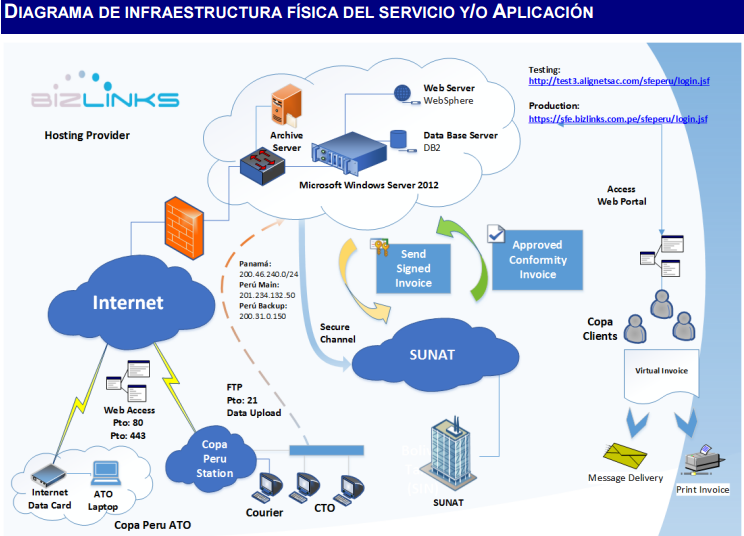 DIAGRAMA DE INFRAESTRUCTURA FÍSICA DEL SERVICIO Y/O APLICACIÓN
BIZLINKS
Hosting Provider
Archive
Server
Web Server
WebSphere
Data Base Server
DB2
Microsoft Windows Server 2012
Testing:
http://test3.alignetsac.com/sfeperu/login.jsf
Production:
https://sfe.bizlinks.com.pe/sfeperu/login.jsf
Access
Web Portal
Internet
Panamá:
200.46.240.0/24
Perú Main:
201.234.132.50
Perú Backup:
200.31.0.150
Send
Signed
Invoice
Approved
Conformity
Invoice
Secure
Channel
SUNAT
Copa
Clients
Virtual Invoice
Web Access
Pto: 80
Pto: 443
FTP
Pto: 21
Data Upload
Copa
Peru
Station
Internet
Data Card
ATO
Laptop
Copa Peru ATO
Courier
CTO
SUNAT
Message Delivery
Print Invoice